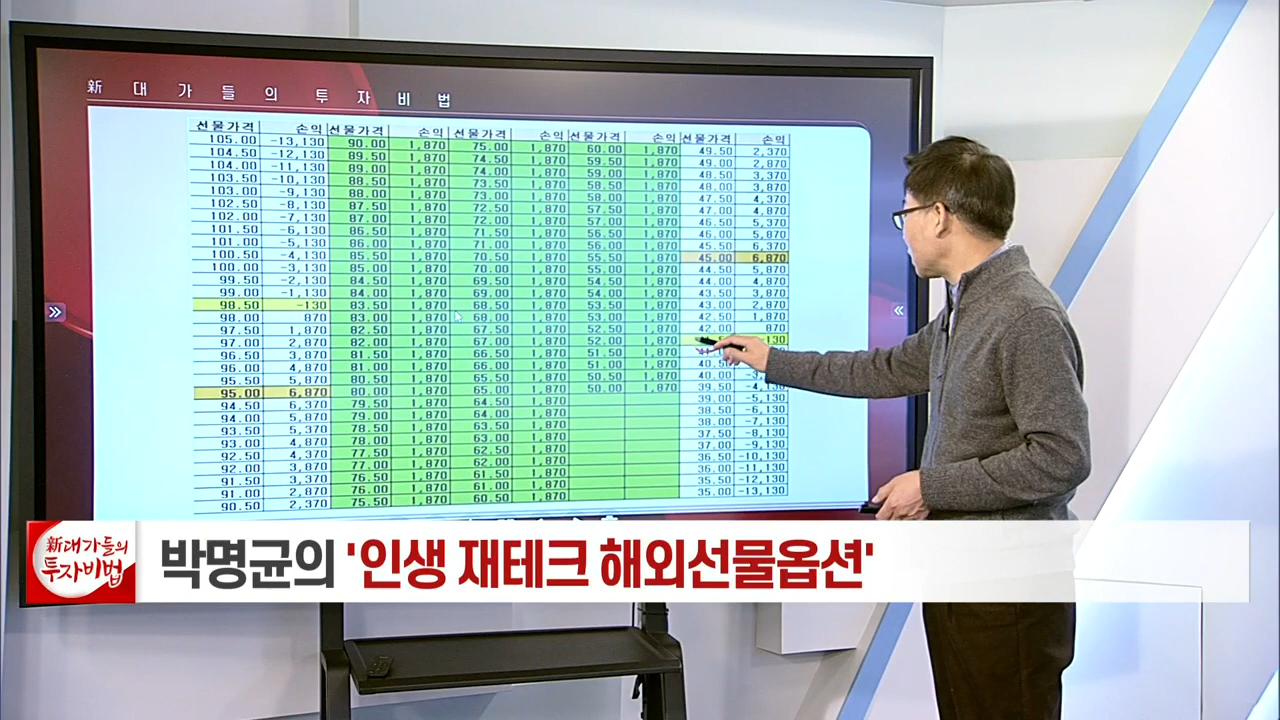 新 대가들의 투자비법
선물가격 손익 선물가격 손익 선물가격 손익 선물가격 손익 선물가격 손익
105.00 -13,130 90.00 1,870 75.00 1,870 60.00 1,870 49.50 2,370
104.50 -12,130 89.50 1,870 74.50 1,870 59.50 1,870 49.00 2,870
104.00 -11,130 89.00 1,870 74.00 1,870 59.00 1,870 48.50 3,370
103.50 -10,130 88.50 1,870 73.50 1,870 58.50 1,870 48.00 3,870
103.00 -9,130 88.00 1,870 73.00 1,870 58.00 1,870 47.50 4,370
102.50 -8,130 87.50 1,870 72.50 1,870 57.50 1,870 47.00 4,870
102.00 -7,130 87.00 1,870 72.00 1,870 57.00 1,870 46.50 5,370
101.50 -6,130 86.50 1,870 71.50 1,870 56.50 1,870 46.00 5,870
101.00 -5,130 86.00 1,870 71.00 1,870 56.00 1,870 45.50 6,370
100.50 -4,130 85.50 1,870 70.50 1,870 55.50 1,870 45.00 6,870
100.00 -3,130 85.00 1,870 70.00 1,870 55.00 1,870 44.50 5,870
99.50 -2,130 84.50 1,870 69.50 1,870 54.50 1,870 44.00 4,870
99.00 -1,130 84.00 1,870 69.00 1,870 54.00 1,870 43.50 3,870
98.50 -130 83.50 1,870 68.50 1,870 53.50 1,870 43.00 2,870
98.00 870 83.00 1,870 68.00 1,870 53.00 1,870 42.50 1,870
97.50 1,870 82.50 1,870 67.50 1,870 52.50 1,870 42.00 870
97.00 2,870 82.00 1,870 67.00 1,870 52.00 1,870 130
96.50 3,870 81.50 1,870 66.50 1,870 51.50 1,870
96.00 4,870 81.00 1,870 66.00 1,870 51.00 1,870
95.50 5,870 80.50 1,870 65.50 1,870 50.50 1,870 40.00
95.00 6,870 80.00 1,870 65.00 1,870 50.00 1,870 39.50 -4,130
94.50 6,370 79.50 1,870 64.50 1,870 39.00 -5,130
94.00 5,870 79.00 1,870 64.00 1,870 38.50 -6,130
93.50 5,370 78.50 1,870 63.50 1,870 38.00 -7,130
93.00 4,870 78.00 1,870 63.00 1,870 37.50 -8,130
92.50 4,370 77.50 1,870 62.50 1,870 37.00 -9,130
92.00 3,870 77.00 1,870 62.00 1,870 36.50 -10,130
91.50 3,370 76.50 1,870 61.50 1,870 36.00 -11,130
91.00 2,870 76.00 1,870 61.00 1,870 35.50 -12,130
90.50 2,370 75.50 1,870 60.50 1,870 35.00 -13,130
新대가들의
투자비법
박명균의 '인생 재테크 해외선물옵션'